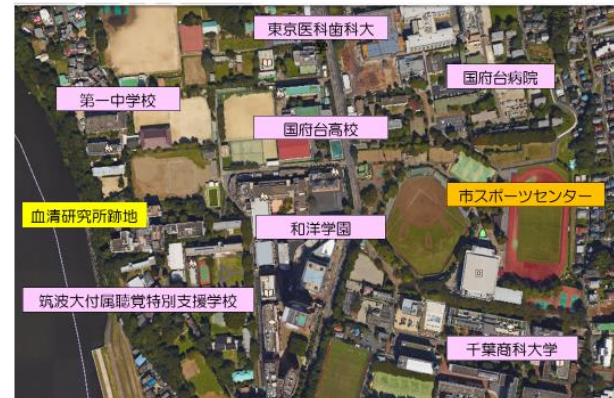 東京医科歯科大
国府台病院
第一中学校
国府台高校
市スポーツセンター
血清研究所跡地
和洋学園
筑波大付属聴覚特別支援学校
千葉商科大学